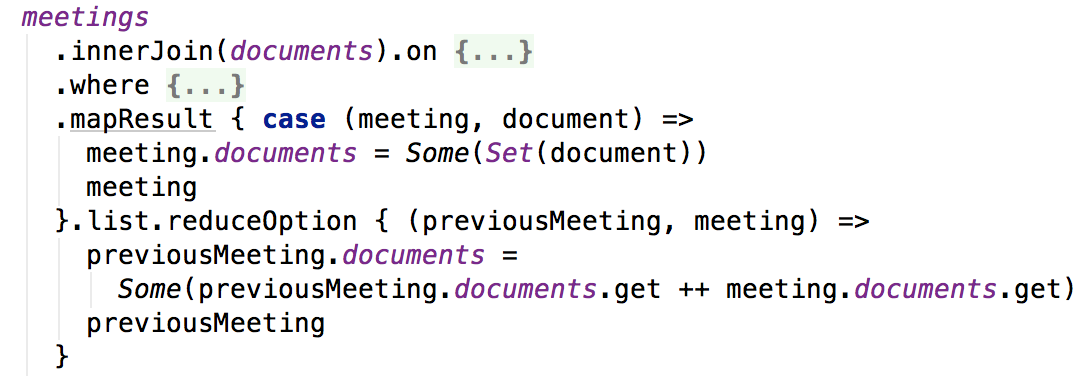 meetings
.innerJoin(documents).on {...}
.where {...}
.mapResult { case (meeting, document) =>
meeting.documents = Some(Set(document))
meeting
}.list.reduceOption { (previousMeeting, meeting) =>
previousMeeting.documents =
Some(previousMeeting.documents.get ++ meeting.documents.get)
previousMeeting
}